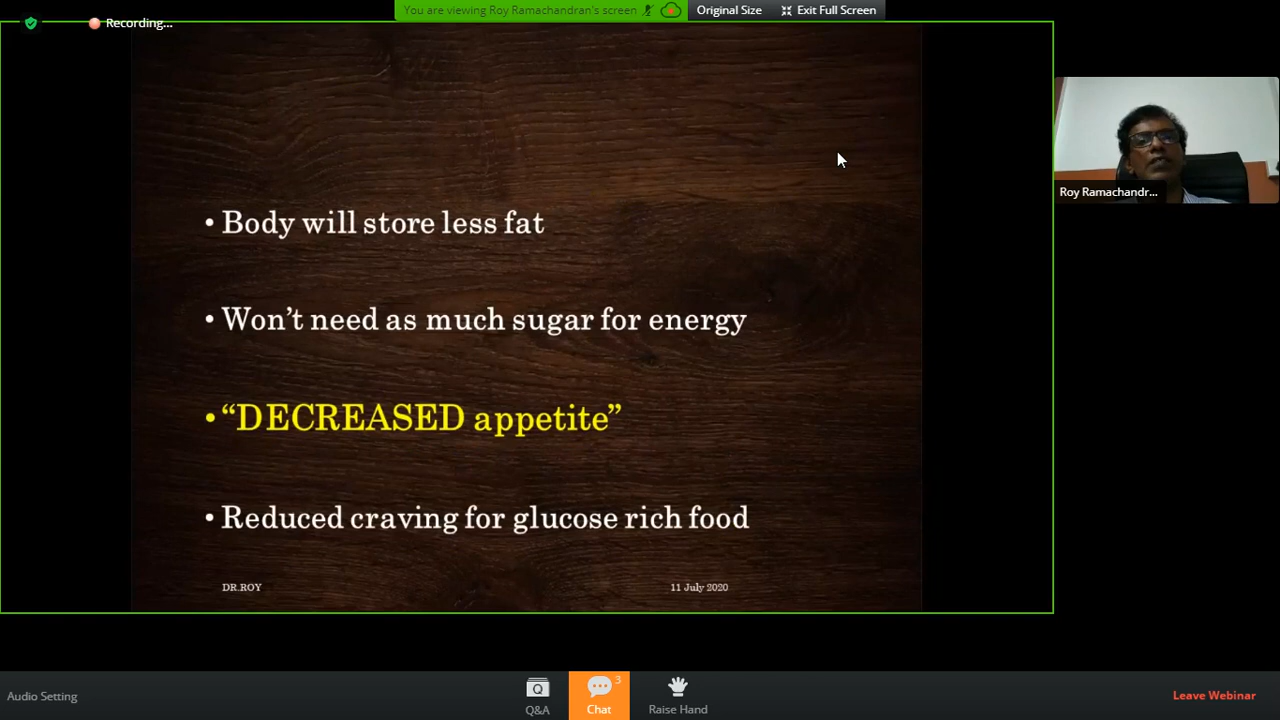 You are viewing Roy Ramachandran's screen
Original Size
Exit Full Screen
Recording...
• Body will store less fat
• Won't need as much sugar for energy
• “DECREASED appetite”
• Reduced craving for glucose rich food
DR.ROY
11 July 2020
Roy Ramachandr...
Audio Setting
Q&A
3
Chat
Raise Hand
Leave Webinar